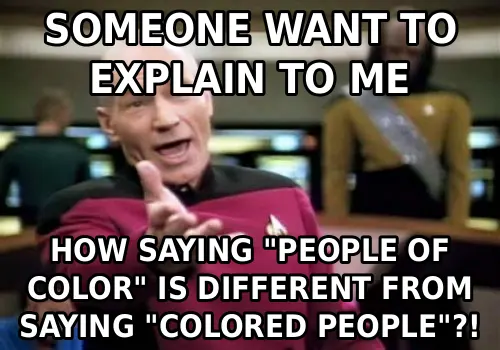 SOMEONE WANT TO
EXPLAIN TO ME
HOW SAYING "PEOPLE OF
COLOR" IS DIFFERENT FROM
SAYING "COLORED PEOPLE"?!